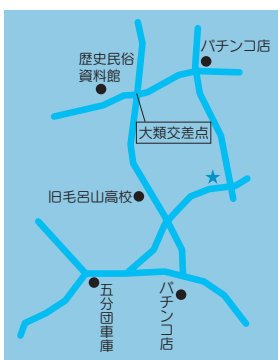 パチンコ店
歴史民俗
資料館
大類交差点
旧毛呂山高校
五分団車庫
パチンコ店